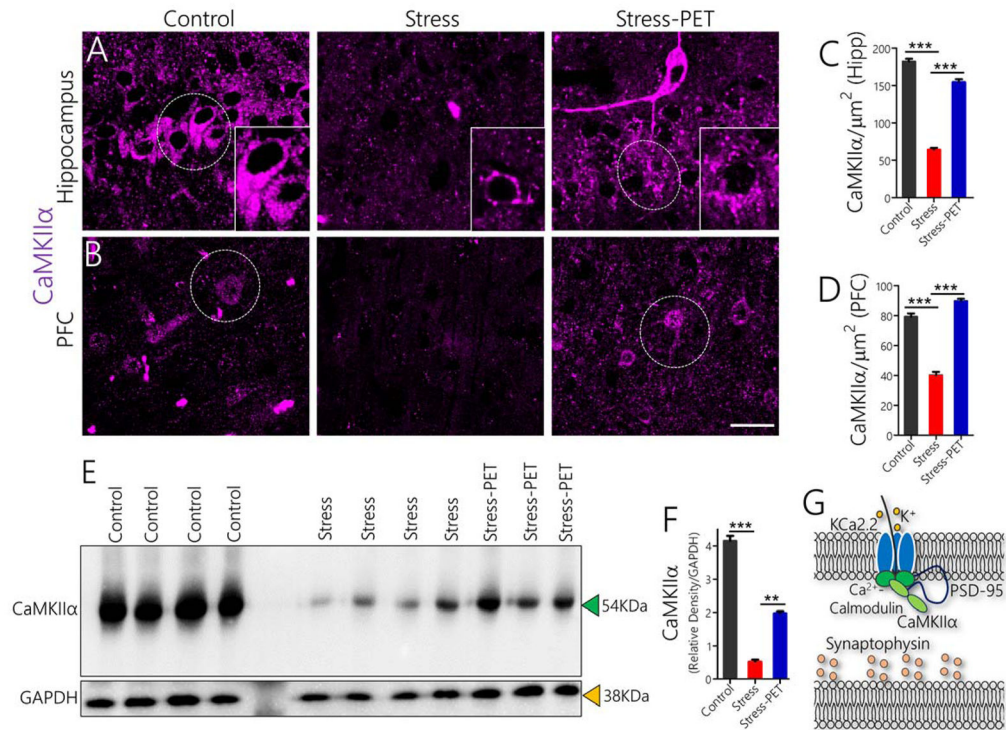 Control
Stress
Stress-PET
CaMKIIα
Hippocampus
PFC
A
B
C
CaMKIIα/μm² (Hipp)
200
150
100
50
0
***
***
Control
Stress
Stress-PET
D
CaMKIIα/μm² (PFC)
100
80
60
40
20
0
***
***
Control
Stress
Stress-PET
E
Control
Control
Control
Control
Stress
Stress
Stress
Stress
Stress-PET
Stress-PET
Stress-PET
CaMKIIα
54KDa
GAPDH
38KDa
F
CaMKIIα
(Relative Density/GAPDH)
4
3
2
1
0
***
**
Control
Stress
Stress-PET
G
KCa2.2
K⁺
Ca²⁺-
PSD-95
Calmodulin
CaMKIIα
Synaptophysin